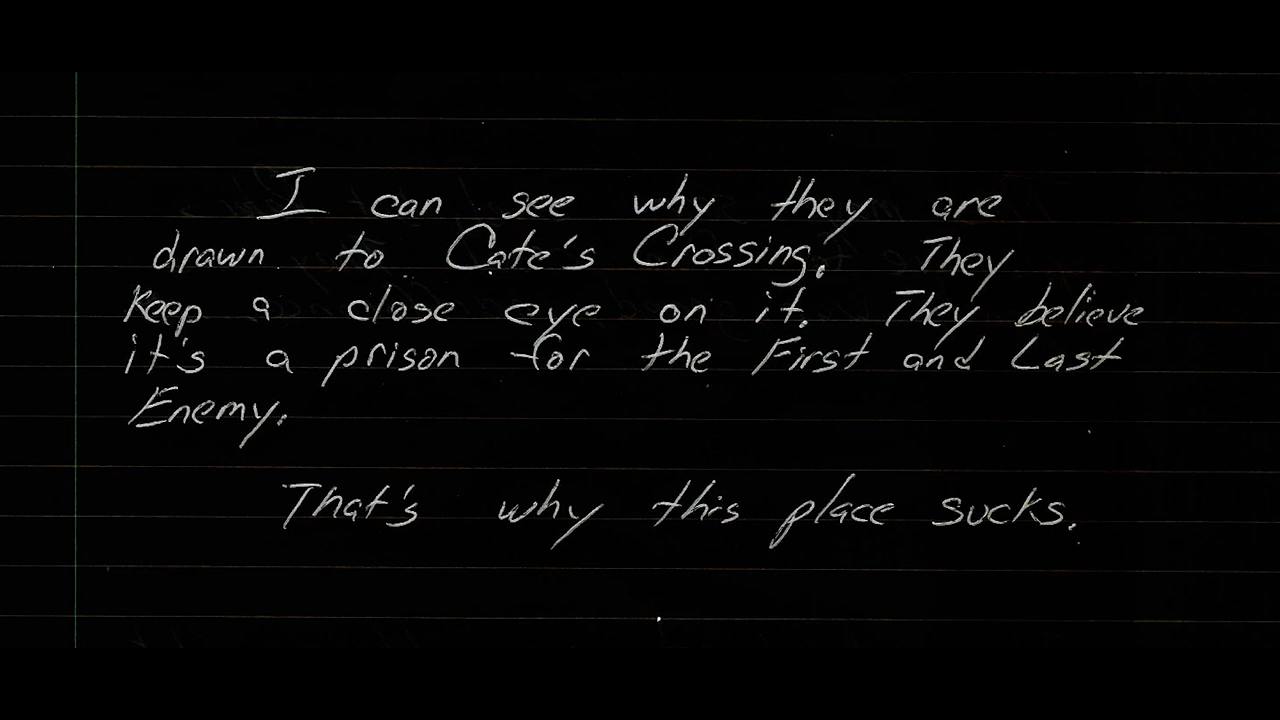 I can see why they are
drawn to Cate's Crossing. They
keep a close eye on it. They believe
it's a prison for the First and Last
Enemy.
That's why this place sucks.